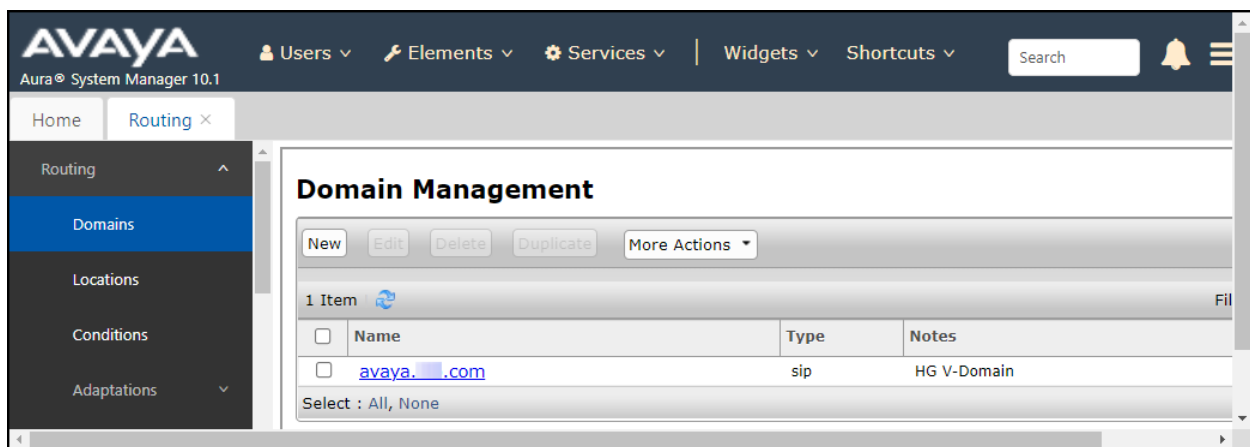 AVAYA
Aura® System Manager 10.1
Users Elements Services | Widgets Shortcuts Search
Home Routing ×
Routing
Domains
Locations
Conditions
Adaptations
Domain Management
New Edit Delete Duplicate More Actions
1 Item Fil
Name Type Notes
avaya. .com sip HG V-Domain
Select : All, None